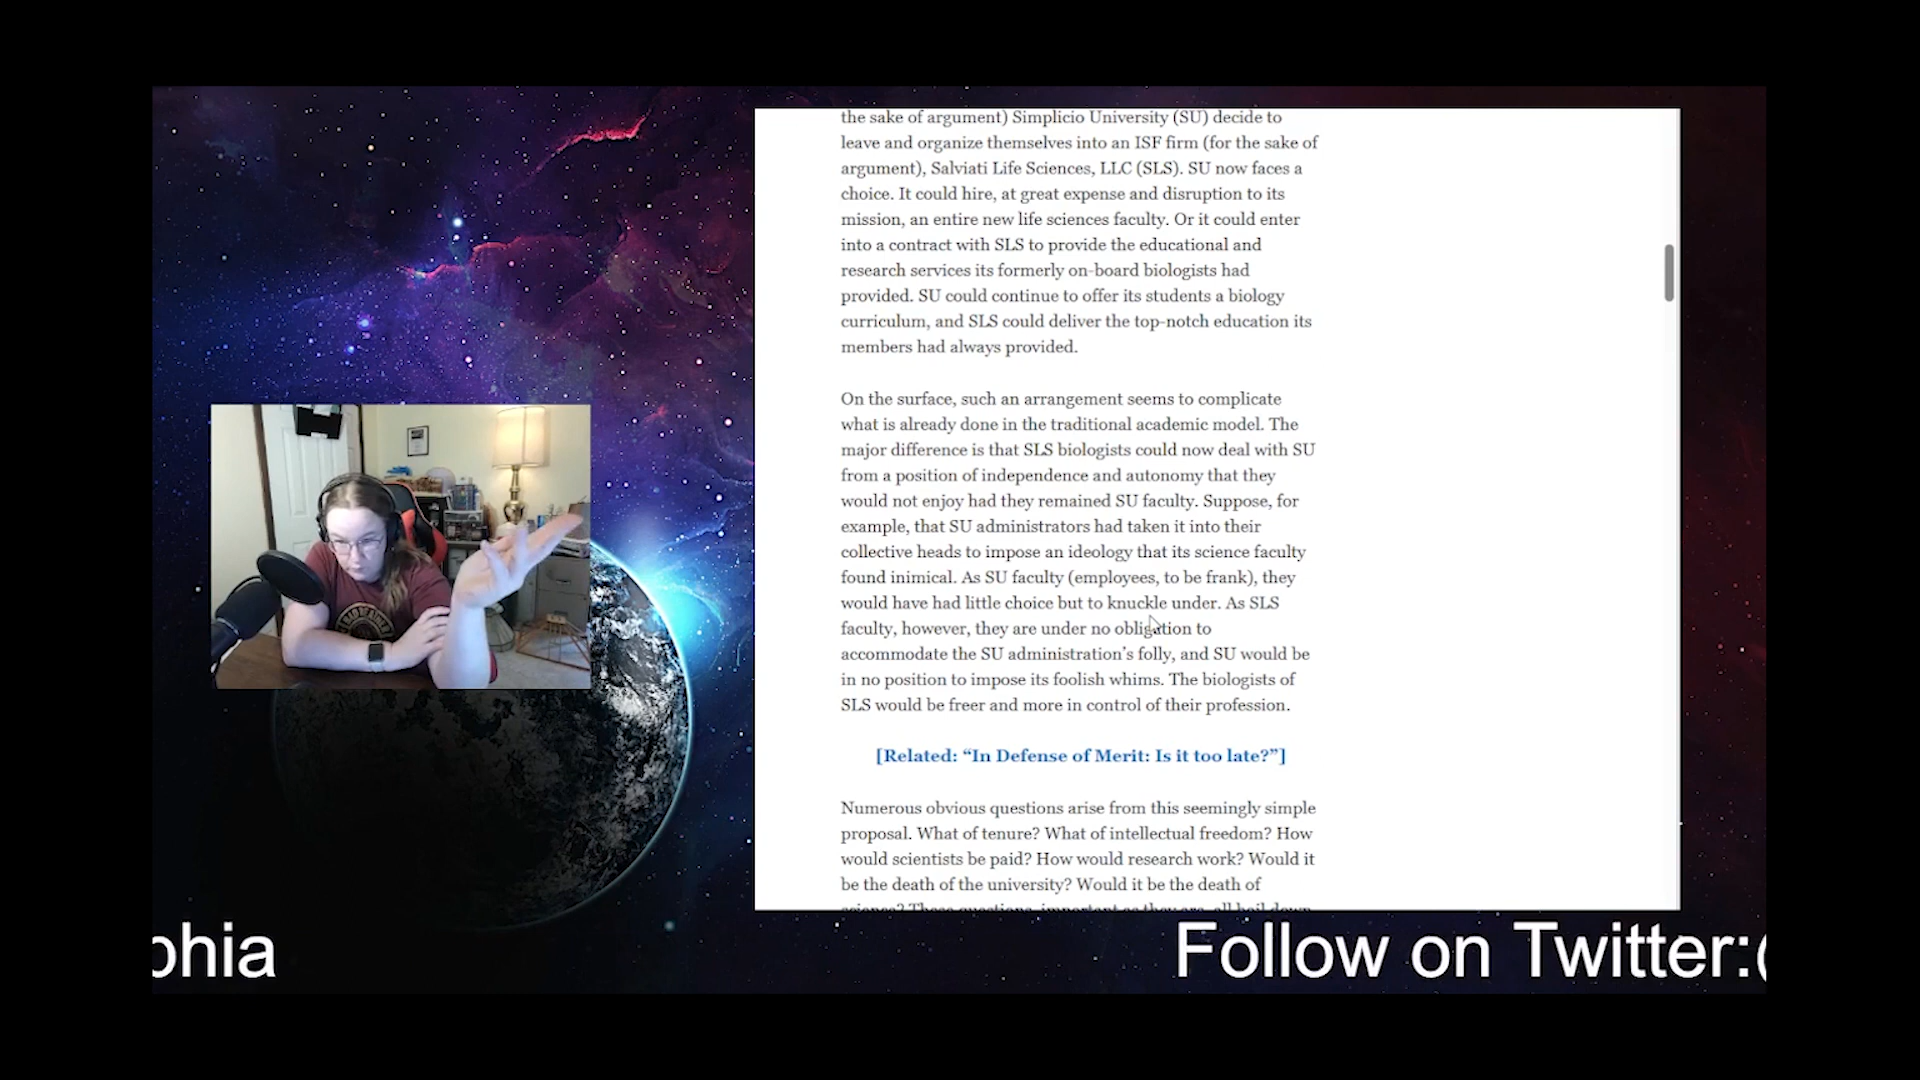 the sake of argument) Simplicio University (SU) decide to
leave and organize themselves into an ISF firm (for the sake of
argument), Salviati Life Sciences, LLC (SLS). SU now faces a
choice. It could hire, at great expense and disruption to its
mission, an entire new life sciences faculty. Or it could enter
into a contract with SLS to provide the educational and
research services its formerly on-board biologists had
provided. SU could continue to offer its students a biology
curriculum, and SLS could deliver the top-notch education its
members had always provided.
On the surface, such an arrangement seems to complicate
what is already done in the traditional academic model. The
major difference is that SLS biologists could now deal with SU
from a position of independence and autonomy that they
would not enjoy had they remained SU faculty. Suppose, for
example, that SU administrators had taken it into their
collective heads to impose an ideology that its science faculty
found inimical. As SU faculty (employees, to be frank), they
would have had little choice but to knuckle under. As SLS
faculty, however, they are under no obligation to
accommodate the SU administration's folly, and SU would be
in no position to impose its foolish whims. The biologists of
SLS would be freer and more in control of their profession.
[Related: “In Defense of Merit: Is it too late?”]
Numerous obvious questions arise from this seemingly simple
proposal. What of tenure? What of intellectual freedom? How
would scientists be paid? How would research work? Would it
be the death of the university? Would it be the death of
science? These questions, important as they are, all boil down
phia
Follow on Twitter: